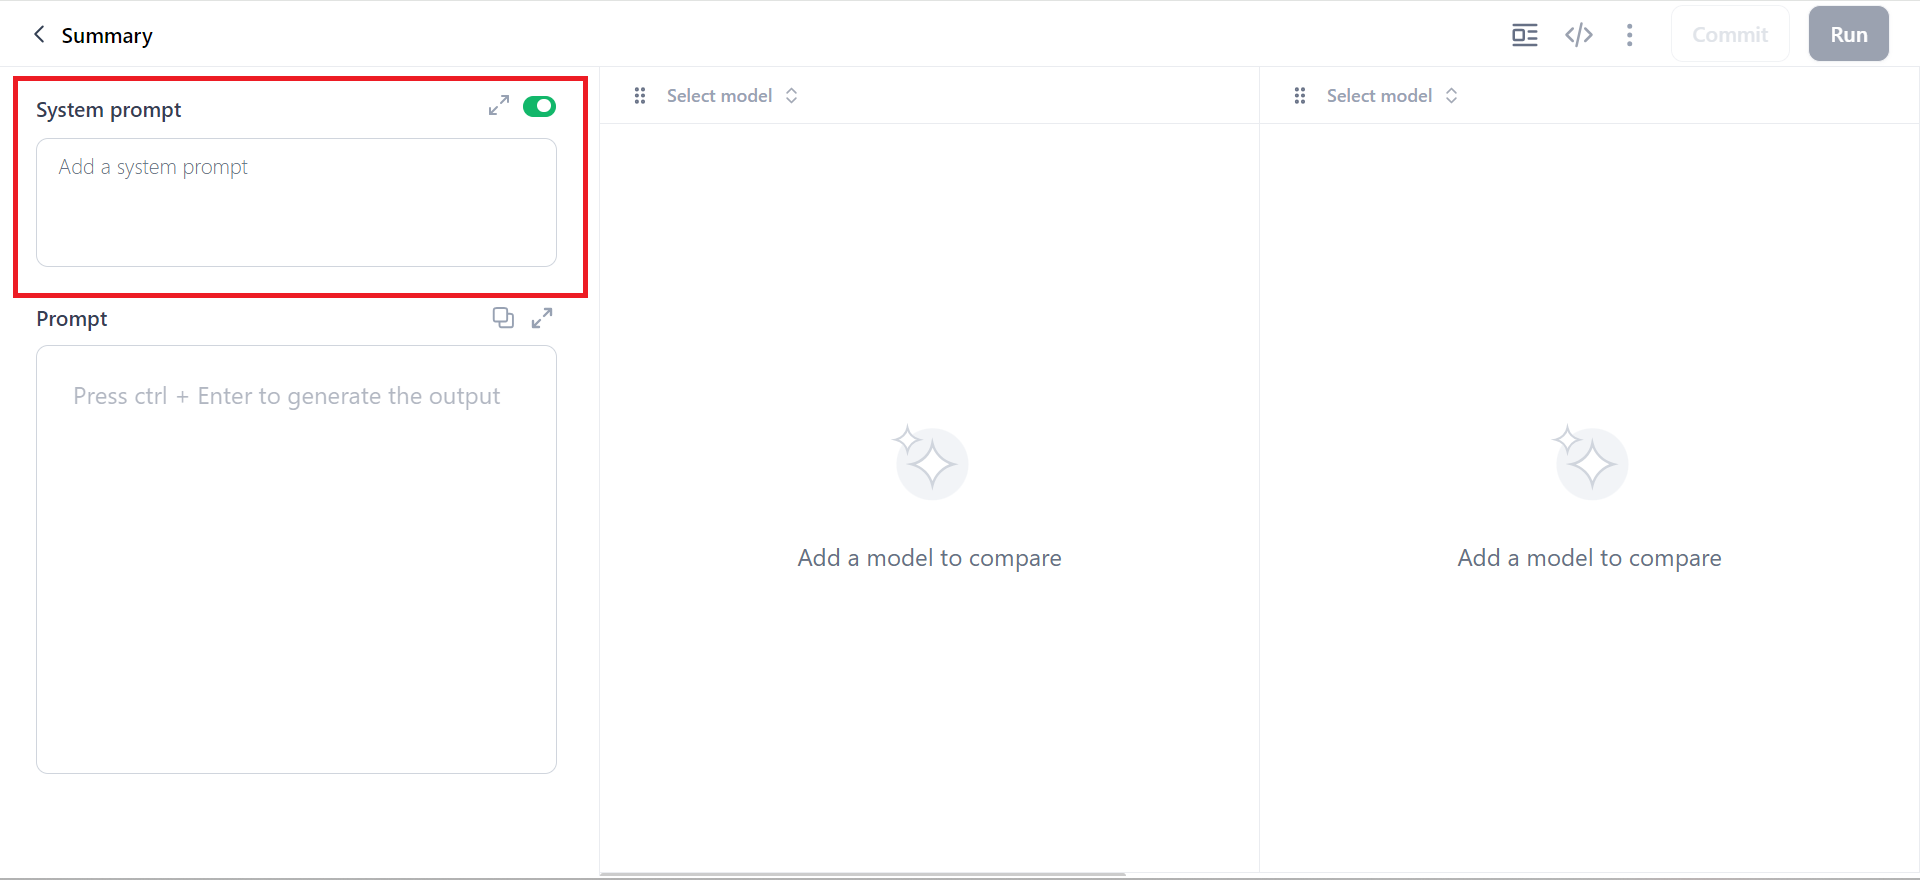 Summary
Commit
Run
System prompt
Add a system prompt
Prompt
Press ctrl + Enter to generate the output
Select model
Add a model to compare
Select model
Add a model to compare